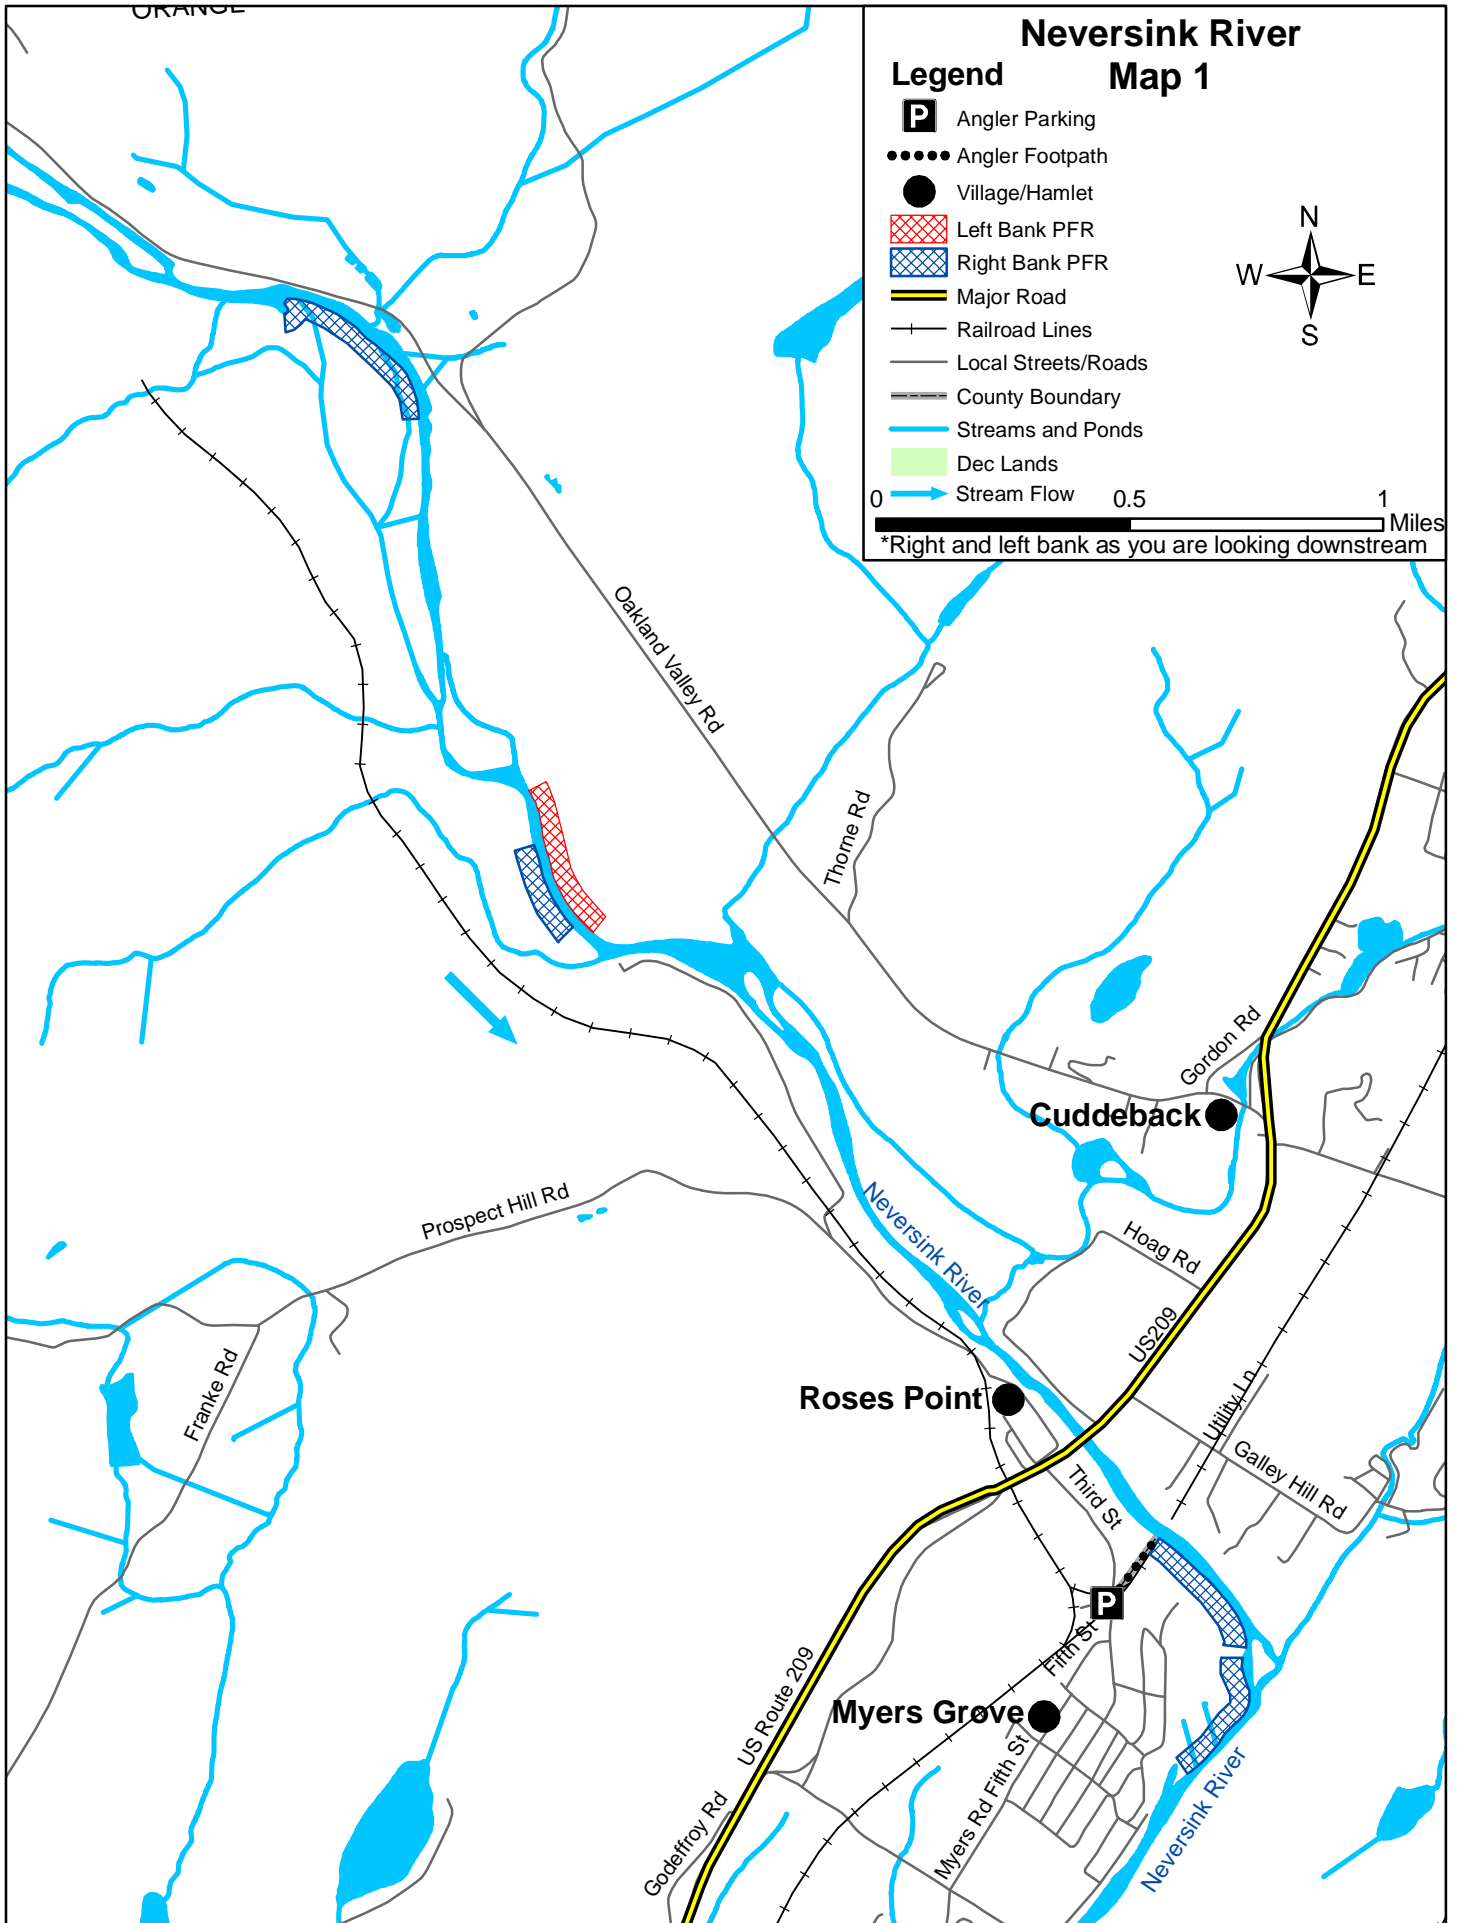 ORANGE
Neversink River
Map 1
Legend
P Angler Parking
Angler Footpath
Village/Hamlet
Left Bank PFR
Right Bank PFR
Major Road
Railroad Lines
Local Streets/Roads
County Boundary
Streams and Ponds
Dec Lands
Stream Flow
N
W E
S
0 0.5 1
Miles
*Right and left bank as you are looking downstream
Oakland Valley Rd
Thorne Rd
Gordon Rd
Cuddeback
Prospect Hill Rd
Neversink River
Hoag Rd
US209
Franke Rd
Roses Point
Utility Ln
Galley Hill Rd
Third St
P
Fifth St
US Route 209
Myers Grove
Myers Rd Fifth St
Neversink River
Godeffroy Rd